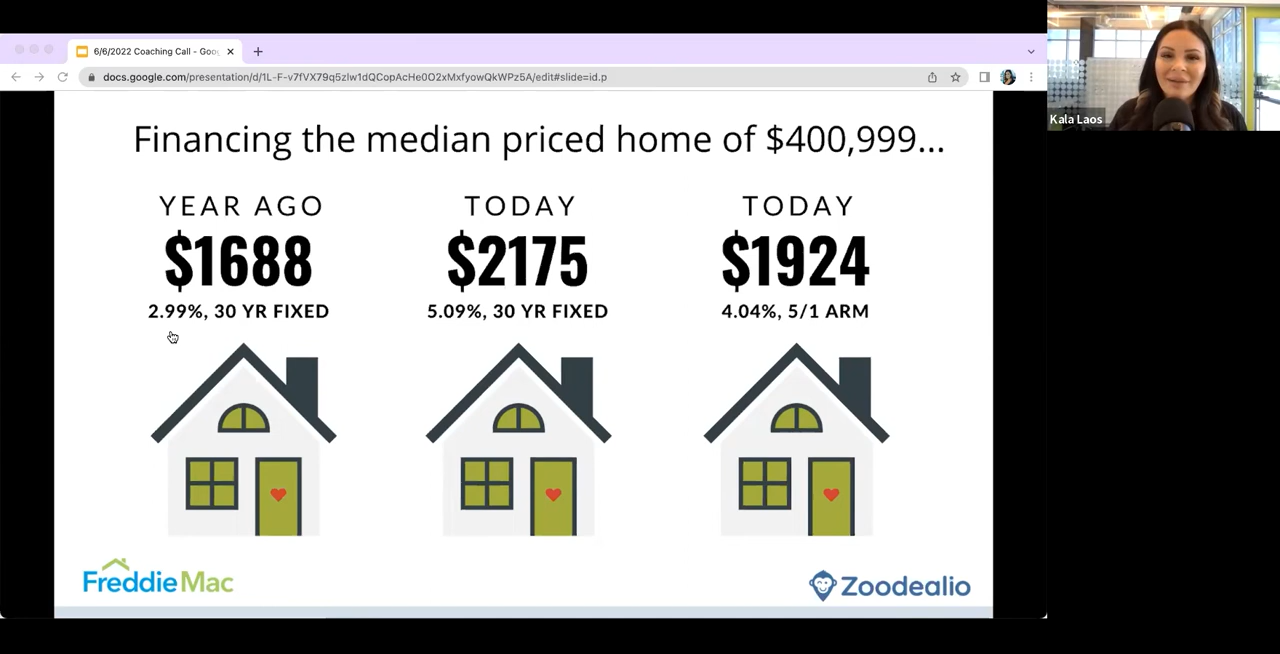 6/6/2022 Coaching Call - Goo
docs.google.com/presentation/d/1L-F-v7fVX79q5zIw1dQCopAcHe0O2xMxfyowQkWPz5A/edit#slide=id.p
Kala Laos
Financing the median priced home of $400,999...
YEAR AGO
$1688
2.99%, 30 YR FIXED
TODAY
$2175
5.09%, 30 YR FIXED
TODAY
$1924
4.04%, 5/1 ARM
FreddieMac
Zoodealio